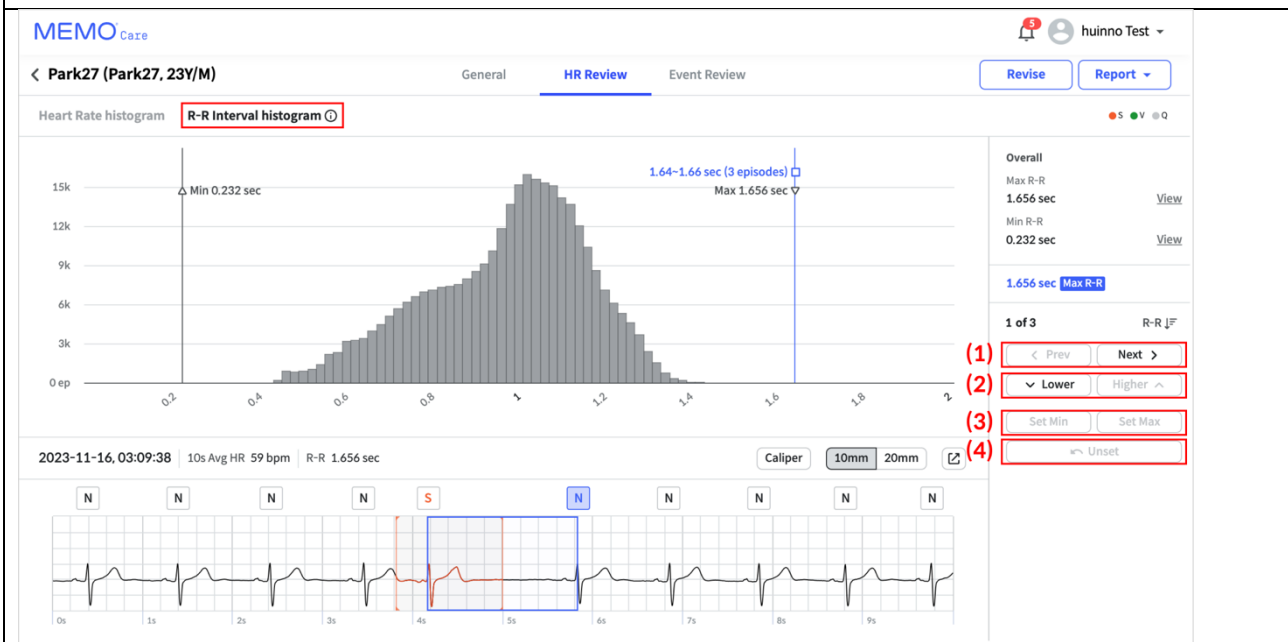 MEMO Care
5
huinno Test
Park27 (Park27, 23Y/M)
General
HR Review
Event Review
Revise
Report
Heart Rate histogram
R-R Interval histogram
S V Q
15k
12k
9k
6k
3k
0 ep
Min 0.232 sec
1.64~1.66 sec (3 episodes)
Max 1.656 sec
0.2 0.4 0.6 0.8 1 1.2 1.4 1.6 1.8 2
Overall
Max R-R
1.656 sec View
Min R-R
0.232 sec View
1.656 sec Max R-R
1 of 3 R-R
(1) < Prev Next >
(2) Lower Higher
(3) Set Min Set Max
(4) Unset
2023-11-16, 03:09:38 | 10s Avg HR 59 bpm | R-R 1.656 sec
Caliper
10mm 20mm
N N N N S N N N N N
0s 1s 2s 3s 4s 5s 6s 7s 8s 9s